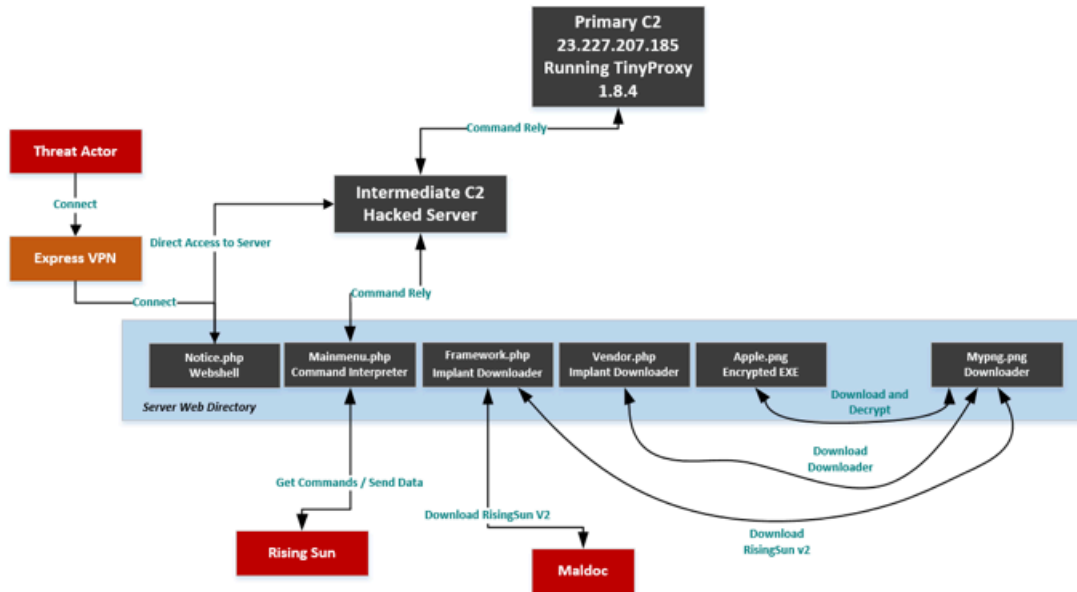 Primary C2
23.227.207.185
Running TinyProxy
1.8.4
Command Rely
Threat Actor
Connect
Intermediate C2
Hacked Server
Direct Access to Server
Express VPN
Connect
Command Rely
Notice.php
Webshell
Mainmenu.php
Command Interpreter
Framework.php
Implant Downloader
Vendor.php
Implant Downloader
Apple.png
Encrypted EXE
Mypng.png
Downloader
Server Web Directory
Download and
Decrypt
Download
Downloader
Get Commands / Send Data
Download RisingSun V2
Download
RisingSun v2
Rising Sun
Maldoc